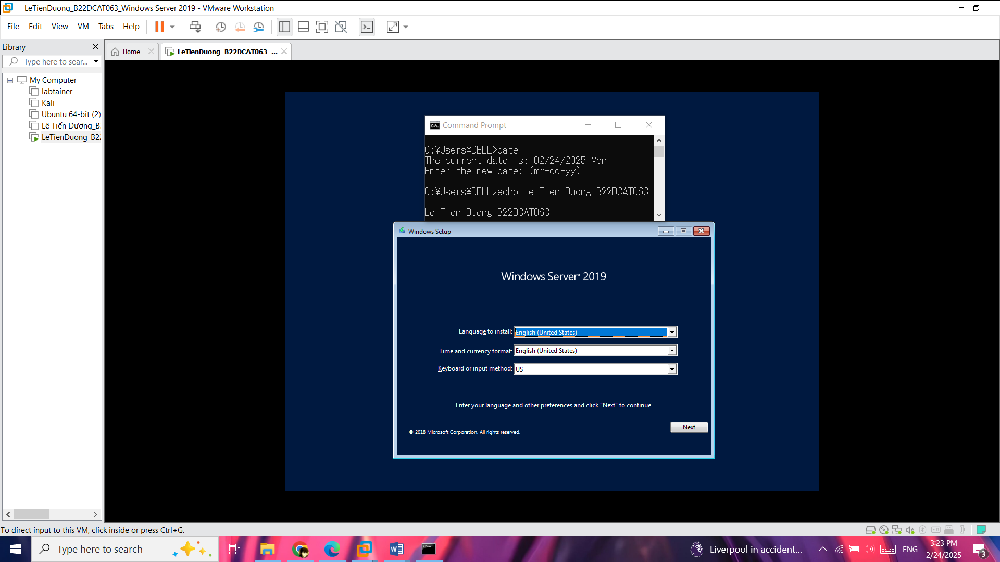 LeTienDuong_B22DCAT063_Windows Server 2019 - VMware Workstation
File Edit View VM Tabs Help
Library
Type here to sear...
My Computer
labtainer
Kali
Ubuntu 64-bit (2)
Lê Tiến Dương_B
LeTienDuong_B22
Home
LeTienDuong_B22DCAT063_...
Command Prompt
C:¥Users¥DELL>date
The current date is: 02/24/2025 Mon
Enter the new date: (mm-dd-yy)
C:¥Users¥DELL>echo Le Tien Duong_B22DCAT063
Le Tien Duong_B22DCAT063
Windows Setup
Windows Server® 2019
Language to install: English (United States)
Time and currency format: English (United States)
Keyboard or input method: US
Enter your language and other preferences and click "Next" to continue.
© 2018 Microsoft Corporation. All rights reserved.
Next
To direct input to this VM, click inside or press Ctrl+G.
Type here to search
Liverpool in accident...
ENG
3:23 PM
2/24/2025
3